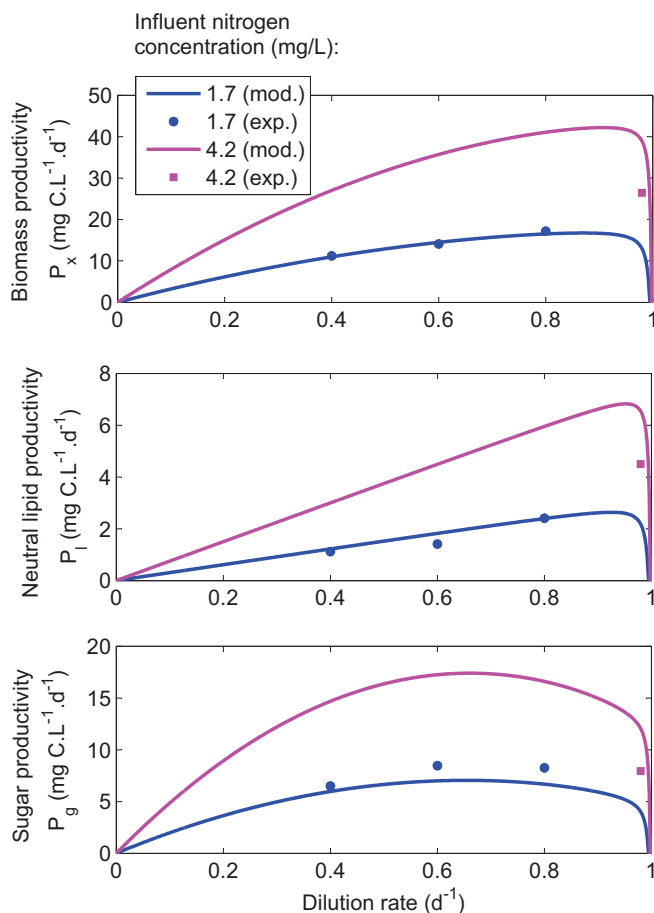 Influent nitrogen
concentration (mg/L):
1.7 (mod.)
1.7 (exp.)
4.2 (mod.)
4.2 (exp.)
Biomass productivity
P_x (mg C.L^-1.d^-1)
50
40
30
20
10
0
0 0.2 0.4 0.6 0.8 1
Neutral lipid productivity
P_l (mg C.L^-1.d^-1)
8
6
4
2
0
0 0.2 0.4 0.6 0.8 1
Sugar productivity
P_g (mg C.L^-1.d^-1)
20
15
10
5
0
0 0.2 0.4 0.6 0.8 1
Dilution rate (d^-1)